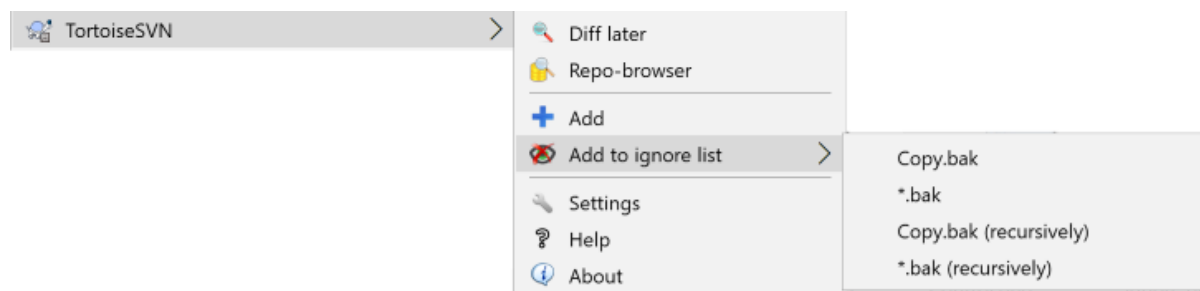 TortoiseSVN
Diff later
Repo-browser
Add
Add to ignore list
Settings
Help
About
Copy.bak
*.bak
Copy.bak (recursively)
*.bak (recursively)